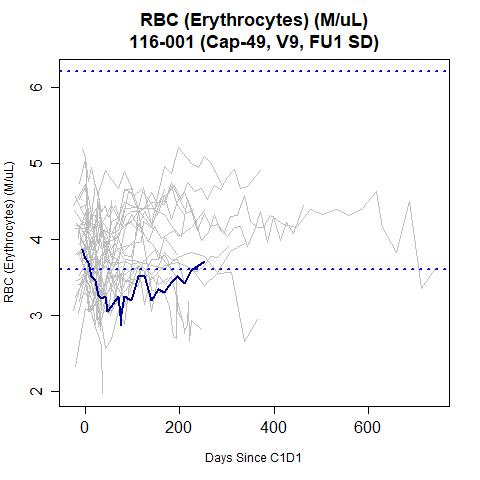 RBC (Erythrocytes) (M/uL)
116-001 (Cap-49, V9, FU1 SD)
RBC (Erythrocytes) (M/uL)
6
5
4
3
2
0 200 400 600
Days Since C1D1